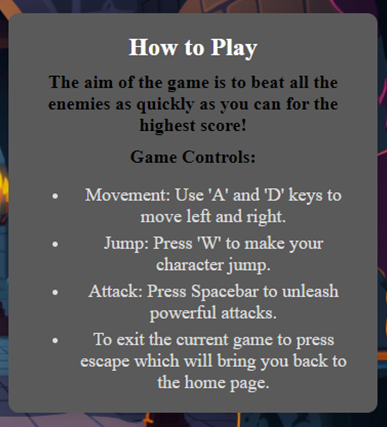 How to Play
The aim of the game is to beat all the
enemies as quickly as you can for the
highest score!
Game Controls:
• Movement: Use 'A' and 'D' keys to
move left and right.
• Jump: Press 'W' to make your
character jump.
• Attack: Press Spacebar to unleash
powerful attacks.
• To exit the current game to press
escape which will bring you back to
the home page.